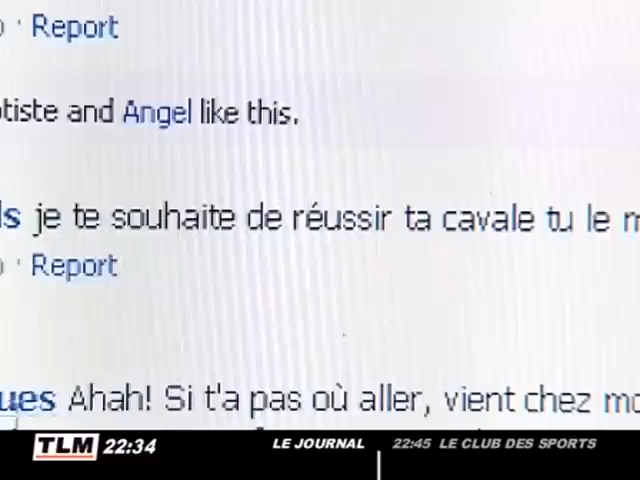 Report
and Angel like this.
je te souhaite de réussir ta cavale tu le
Report
Ahah! Si t'a pas où aller, vient chez
TLM 22:34 LE JOURNAL 22:45 LE CLUB DES SPORTS